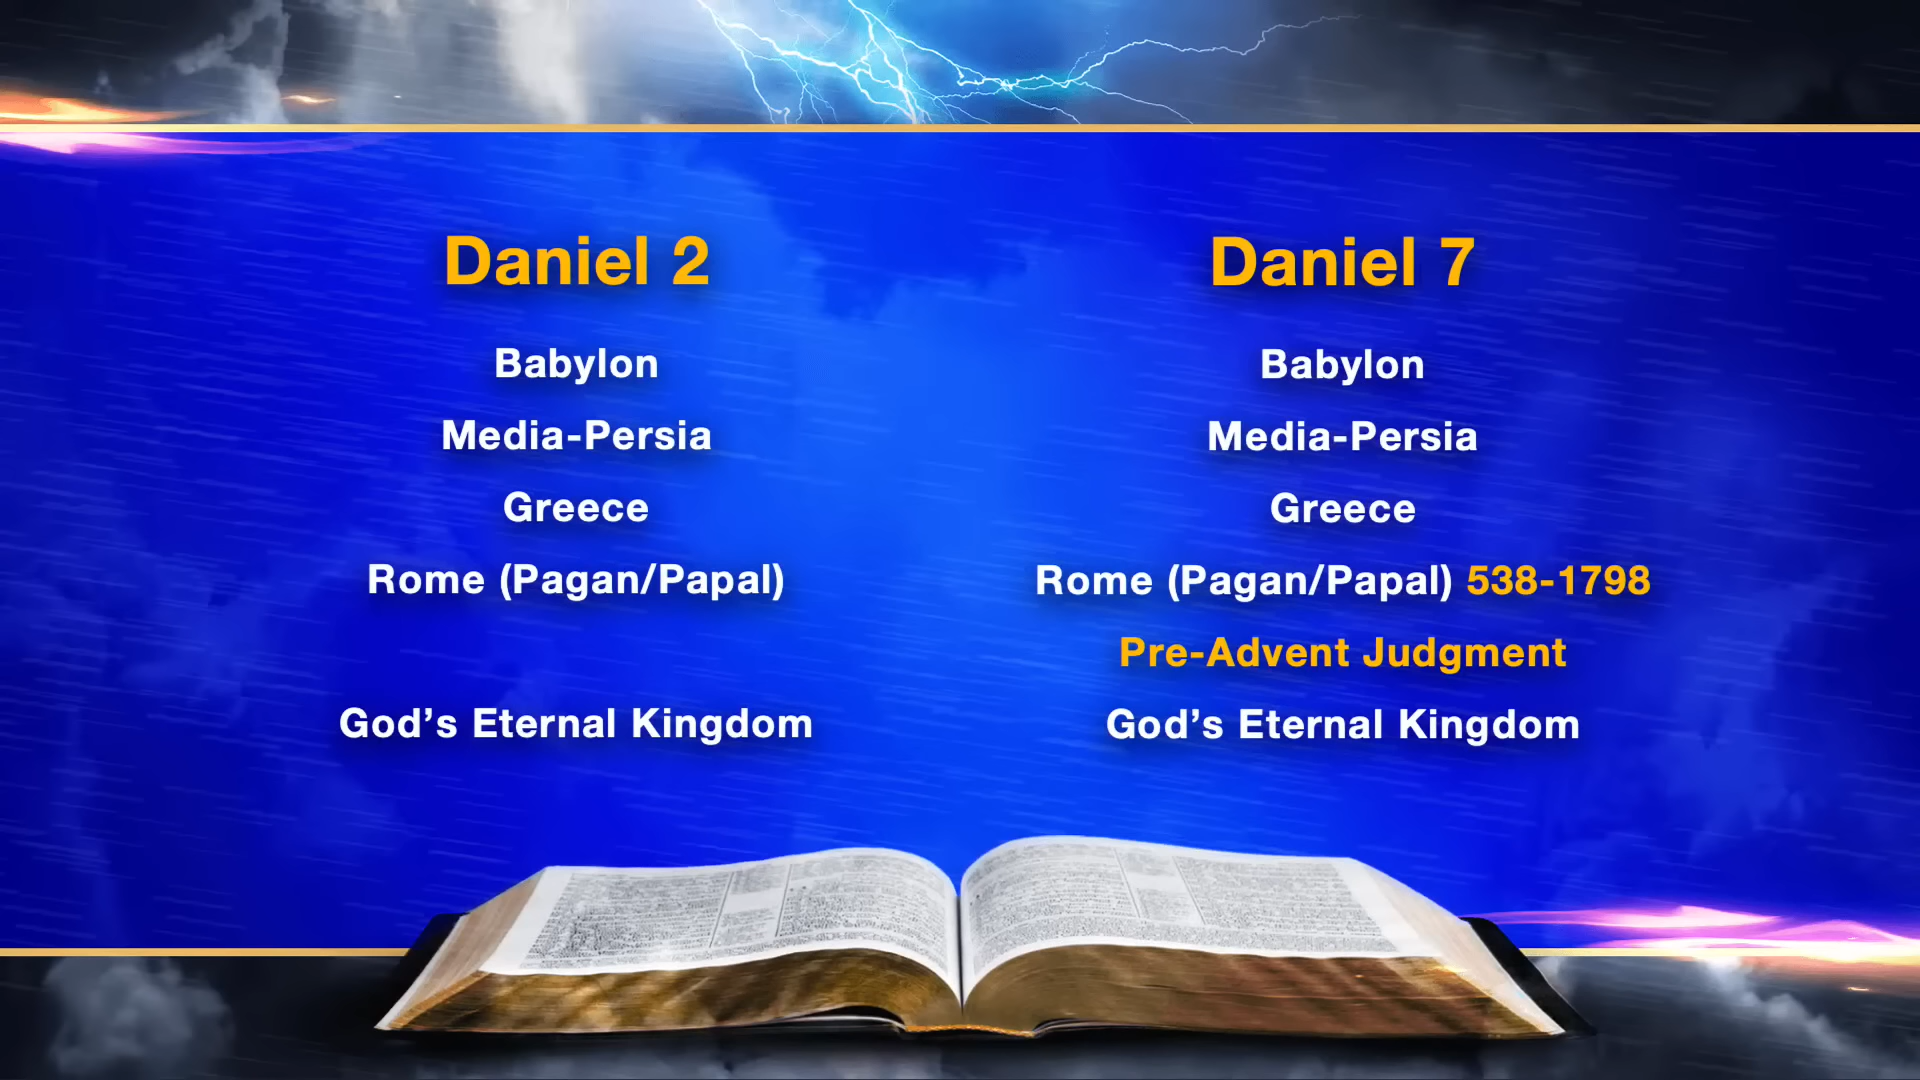 Daniel 2
Babylon
Media-Persia
Greece
Rome (Pagan/Papal)
God’s Eternal Kingdom
Daniel 7
Babylon
Media-Persia
Greece
Rome (Pagan/Papal) 538-1798
Pre-Advent Judgment
God’s Eternal Kingdom